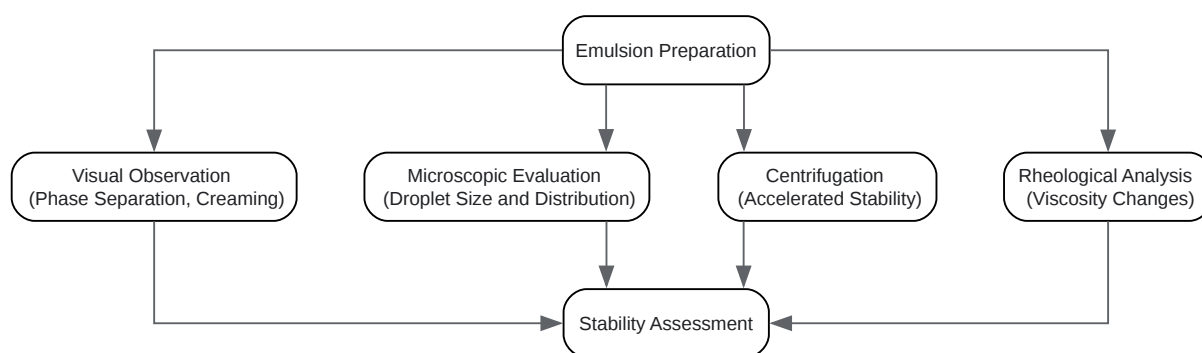 Emulsion Preparation
Visual Observation
(Phase Separation, Creaming)
Microscopic Evaluation
(Droplet Size and Distribution)
Centrifugation
(Accelerated Stability)
Rheological Analysis
(Viscosity Changes)
Stability Assessment